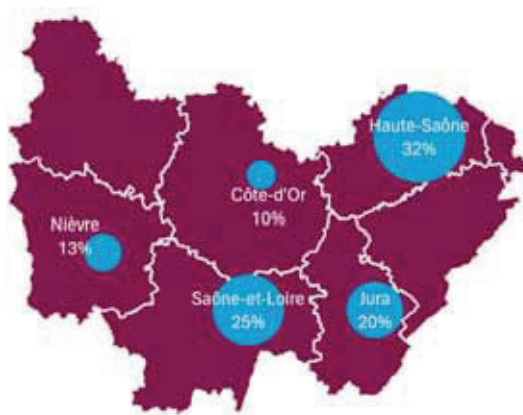 Haute-Saône
32%
Côte-d'Or
10%
Nièvre
13%
Saône-et-Loire
25%
Jura
20%